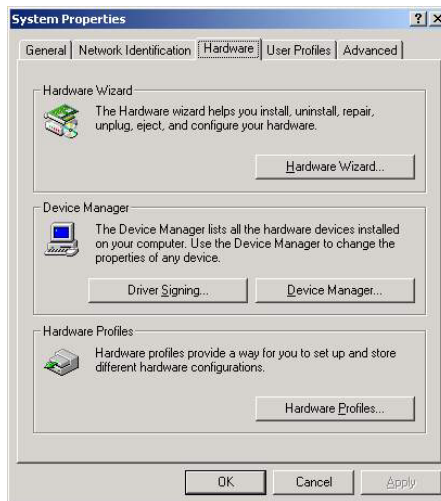 System Properties
General Network Identification Hardware User Profiles Advanced
Hardware Wizard
The Hardware wizard helps you install, uninstall, repair,
unplug, eject, and configure your hardware.
Hardware Wizard...
Device Manager
The Device Manager lists all the hardware devices installed
on your computer. Use the Device Manager to change the
properties of any device.
Driver Signing... Device Manager...
Hardware Profiles
Hardware profiles provide a way for you to set up and store
different hardware configurations.
Hardware Profiles...
OK Cancel Apply